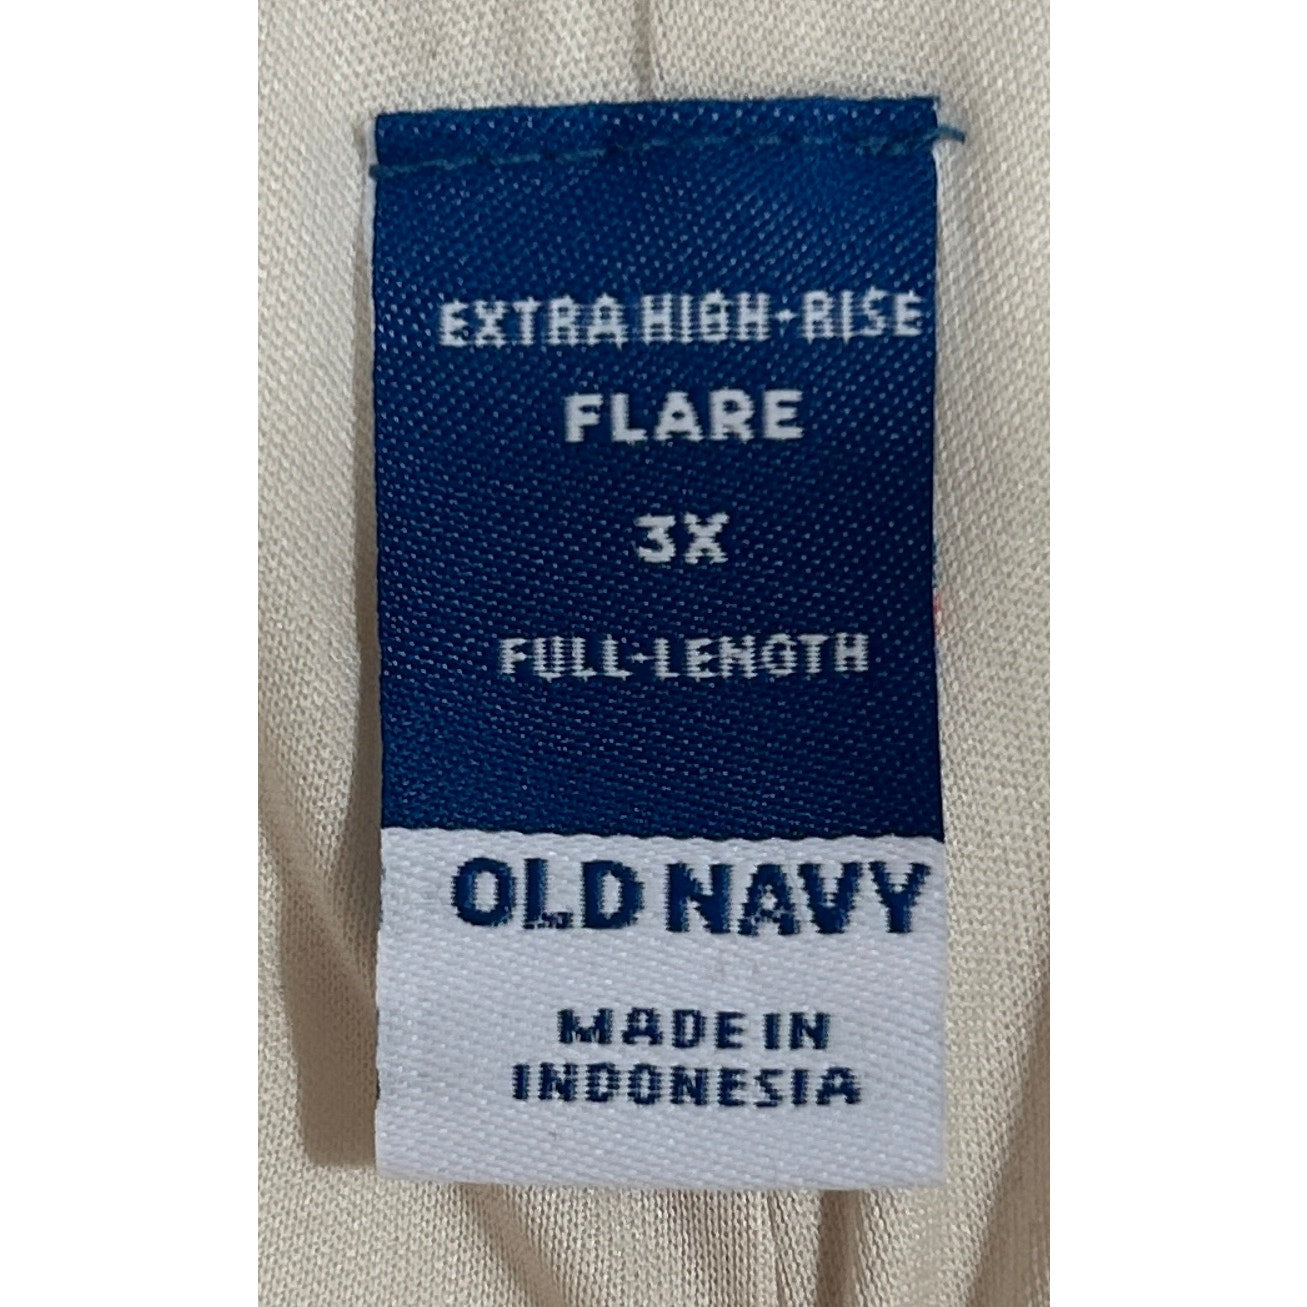 EXTRA HIGH-RISE
FLARE
3X
FULL-LENGTH
OLD NAVY
MADE IN
INDONESIA